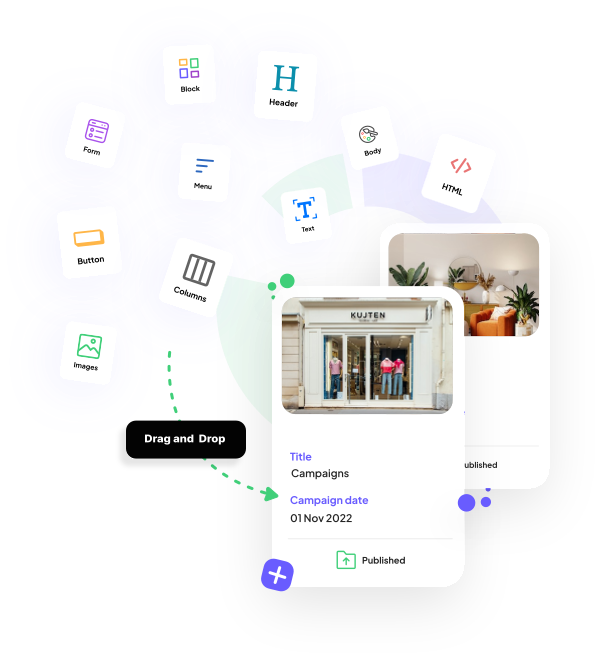 Block
H
Header
Form
Body
HTML
Menu
T
Text
Button
Columns
Images
KUJTEN
Drag and Drop
Title
Campaigns
Campaign date
01 Nov 2022
Published
ublished